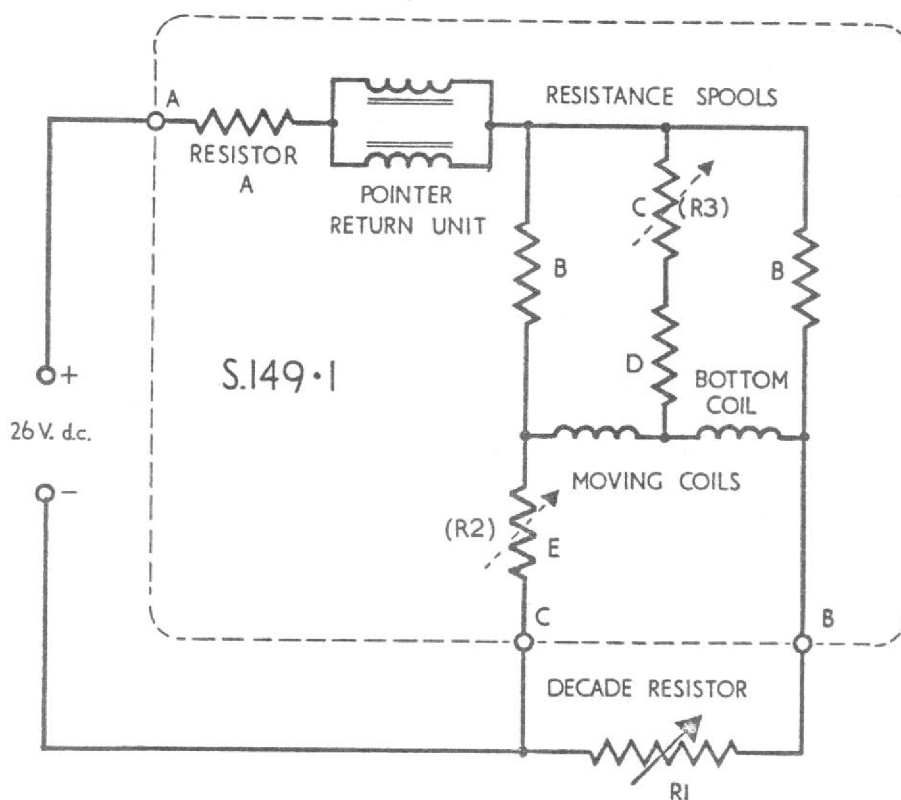 A
RESISTOR
A
POINTER
RETURN UNIT
RESISTANCE SPOOLS
C (R3)
B
B
D
S.149·1
BOTTOM
COIL
+
26 V. d.c.
−
MOVING COILS
(R2)
E
C
B
DECADE RESISTOR
R1